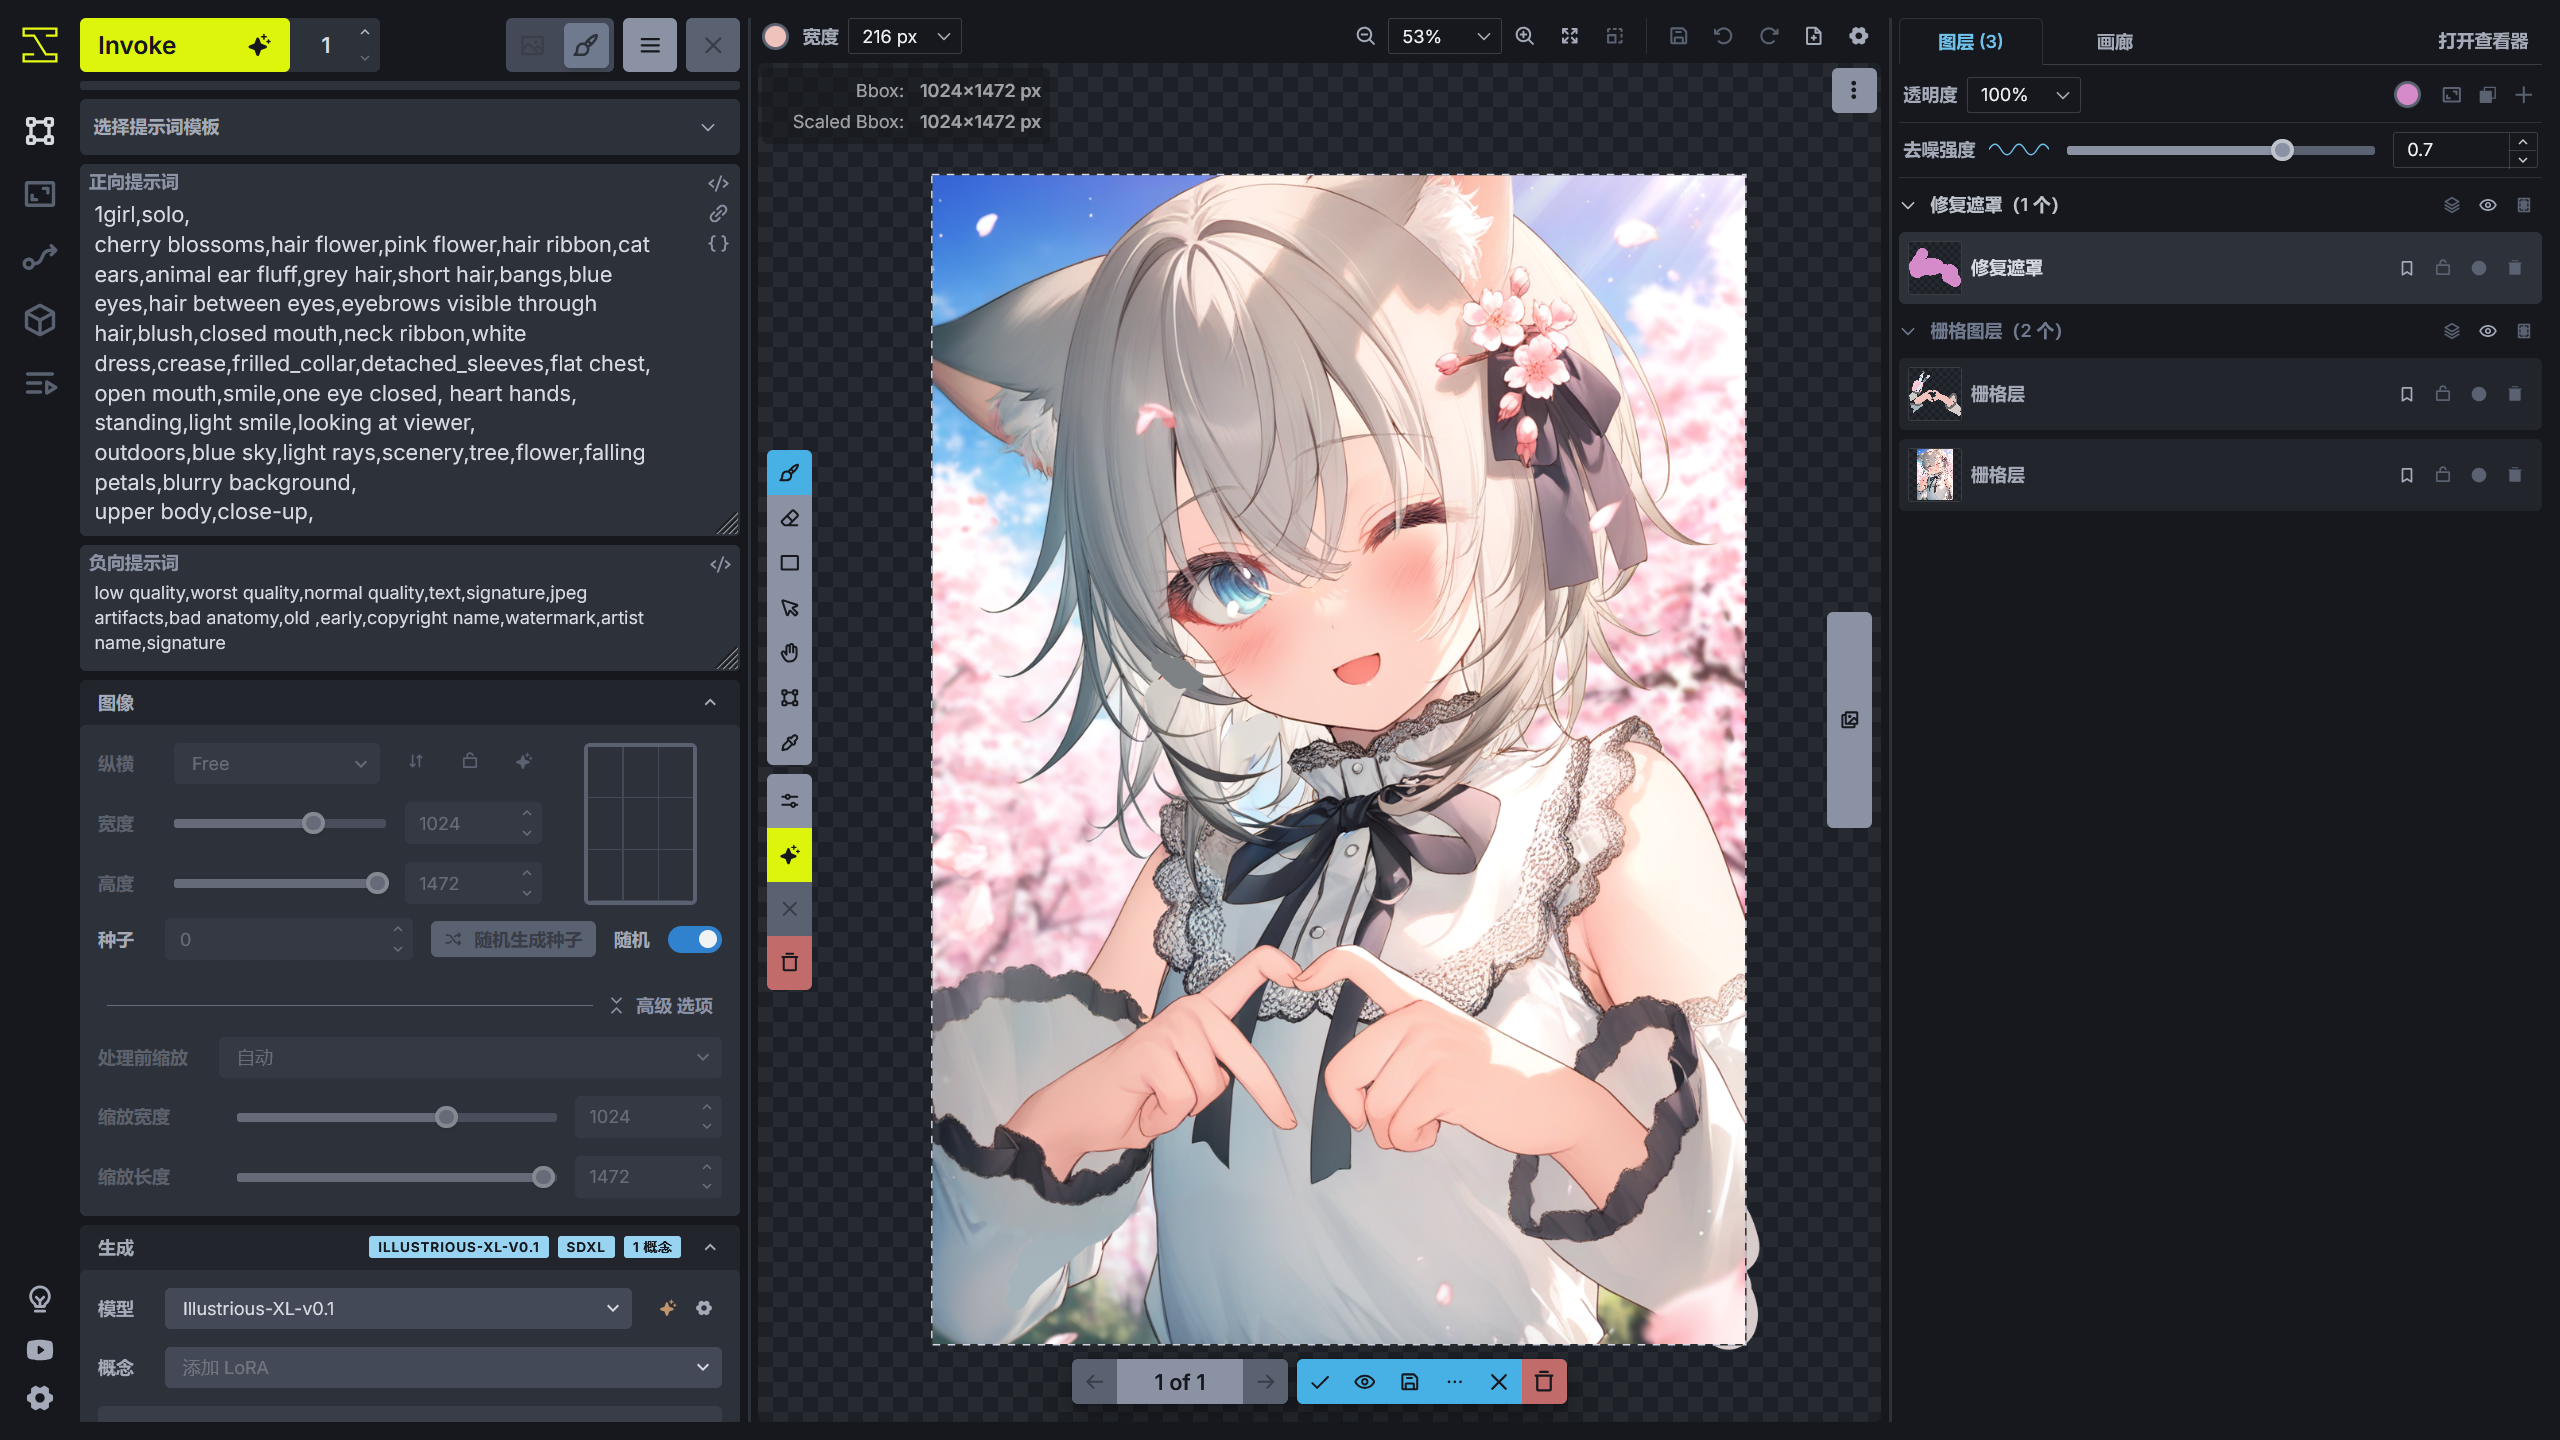 Invoke
1
选择提示词模板
正向提示词
1girl,solo,
cherry blossoms,hair flower,pink flower,hair ribbon,cat
ears,animal ear fluff,grey hair,short hair,bangs,blue
eyes,hair between eyes,eyebrows visible through
hair,blush,closed mouth,neck ribbon,white
dress,crease,frilled_collar,detached_sleeves,flat chest,
open mouth,smile,one eye closed, heart hands,
standing,light smile,looking at viewer,
outdoors,blue sky,light rays,scenery,tree,flower,falling
petals,blurry background,
upper body,close-up,
负向提示词
low quality,worst quality,normal quality,text,signature,jpeg
artifacts,bad anatomy,old ,early,copyright name,watermark,artist
name,signature
图像
纵横 Free
宽度 1024
高度 1472
种子 0 随机生成种子 随机
高级 选项
处理前缩放 自动
缩放宽度 1024
缩放长度 1472
生成 ILLUSTRIOUS-XL-V0.1 SDXL 1 概念
模型 Illustrious-XL-v0.1
概念 添加 LoRA
宽度 216 px
53%
Bbox: 1024×1472 px
Scaled Bbox: 1024×1472 px
1 of 1
图层 (3) 画廊 打开查看器
透明度 100%
去噪强度 0.7
修复遮罩 (1 个)
修复遮罩
栅格图层 (2 个)
栅格层
栅格层